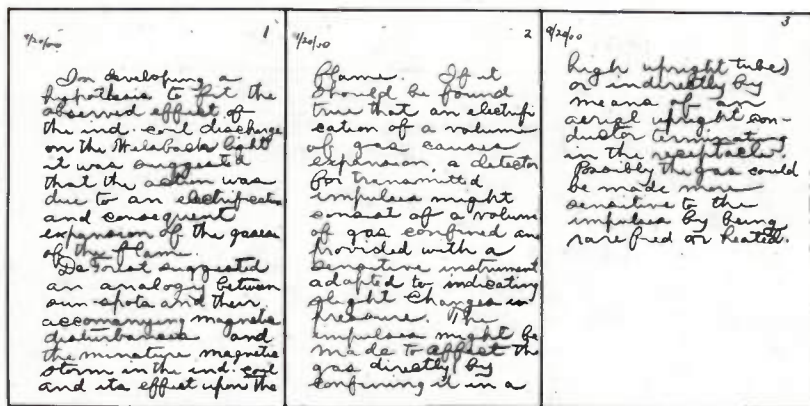 9/20/00
1
In developing a
hypothesis to fit the
observed effect of
the ind. coil discharge
on the Welsbach light
it was suggested
that the action was
due to an electrification
and consequent
expansion of the gases
of the flame.
De Forest suggested
an analogy between
sun-spots and their
accompanying magnetic
disturbances and
the minature magnetic
storm in the ind. coil
and its effect upon the
9/20/00
2
flame. If it
should be found
true that an electrifi
cation of a volume
of gas causes
expansion, a detector
for transmitted
impulses might
consist of a volume
of gas confined and
provided with a
sensitive instrument
adapted to indicating
slight changes in
pressure. The
impulses might be
made to affect the
gas directly by
confining it in a
9/20/00
3
high upright tube)
or indirectly by
means of an
aerial upright con-
ductor terminating
in the receptacle.
Possibly the gas could
be made more
sensitive to the
impulses by being
rarefied or heated.